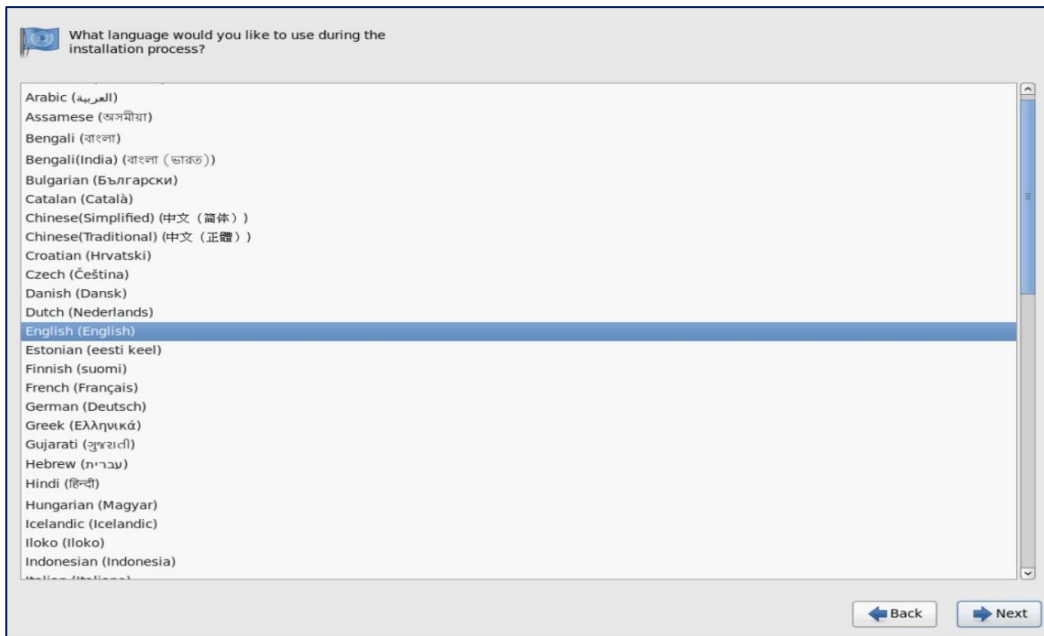 What language would you like to use during the
installation process?
Arabic (العربية)
Assamese (অসমীয়া)
Bengali (বাংলা)
Bengali(India) (বাংলা (ভারত))
Bulgarian (Български)
Catalan (Català)
Chinese(Simplified) (中文（简体）)
Chinese(Traditional) (中文（正體）)
Croatian (Hrvatski)
Czech (Čeština)
Danish (Dansk)
Dutch (Nederlands)
English (English)
Estonian (eesti keel)
Finnish (suomi)
French (Français)
German (Deutsch)
Greek (Ελληνικά)
Gujarati (ગુજરાતી)
Hebrew (עברית)
Hindi (हिन्दी)
Hungarian (Magyar)
Icelandic (Icelandic)
Iloko (Iloko)
Indonesian (Indonesia)
Back
Next